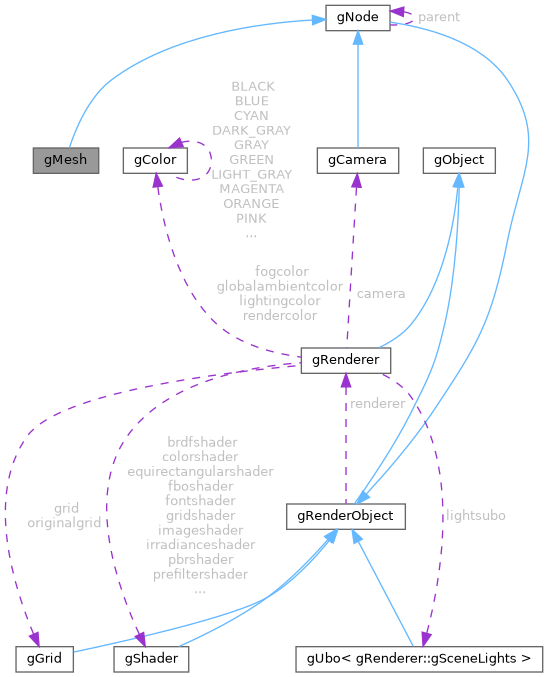 gNode
parent
BLACK
BLUE
CYAN
DARK_GRAY
GRAY
GREEN
LIGHT_GRAY
MAGENTA
ORANGE
PINK
...
gMesh
gColor
gCamera
gObject
fogcolor
globalambientcolor
lightingcolor
rendercolor
camera
gRenderer
renderer
brdfshader
colorshader
equirectangularshader
fboshader
fontshader
gridshader
imageshader
irradianceshader
pbrshader
prefiltershader
...
grid
originalgrid
gRenderObject
lightsubo
gGrid
gShader
gUbo< gRenderer::gSceneLights >